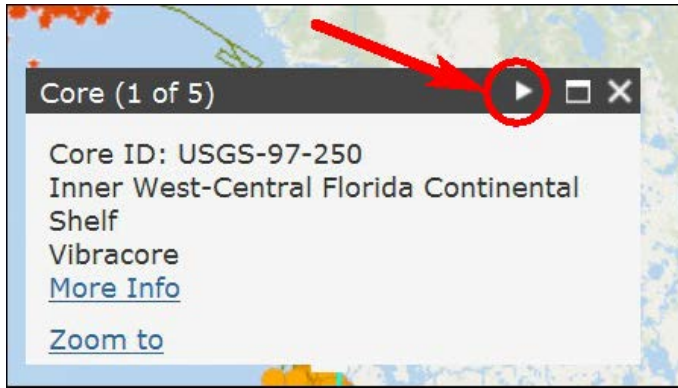 Core (1 of 5)
Core ID: USGS-97-250
Inner West-Central Florida Continental
Shelf
Vibracore
More Info
Zoom to